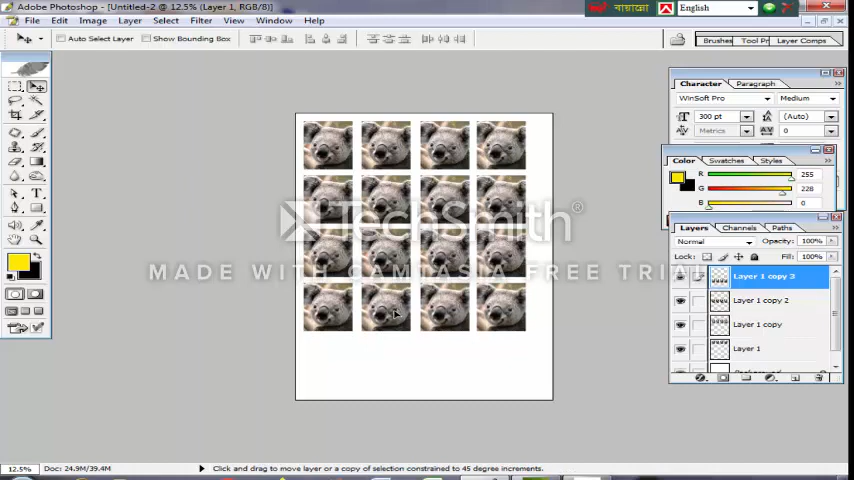 Adobe Photoshop - [Untitled-2 @ 12.5% (Layer 1, RGB/8)]
বায়ান্নো English
File Edit Image Layer Select Filter View Window Help
Auto Select Layer Show Bounding Box Brushes Tool Pr Layer Comps
Character Paragraph
WinSoft Pro Medium
300 pt (Auto)
Metrics 0
Color Swatches Styles
R 255
G 228
B 0
TechSmith®
MADE WITH CAMTASIA FREE TRIAL
Layers Channels Paths
Normal Opacity: 100%
Lock: Fill: 100%
Layer 1 copy 3
Layer 1 copy 2
Layer 1 copy
Layer 1
Background
12.5% Doc: 24.9M/39.4M Click and drag to move layer or a copy of selection constrained to 45 degree increments.